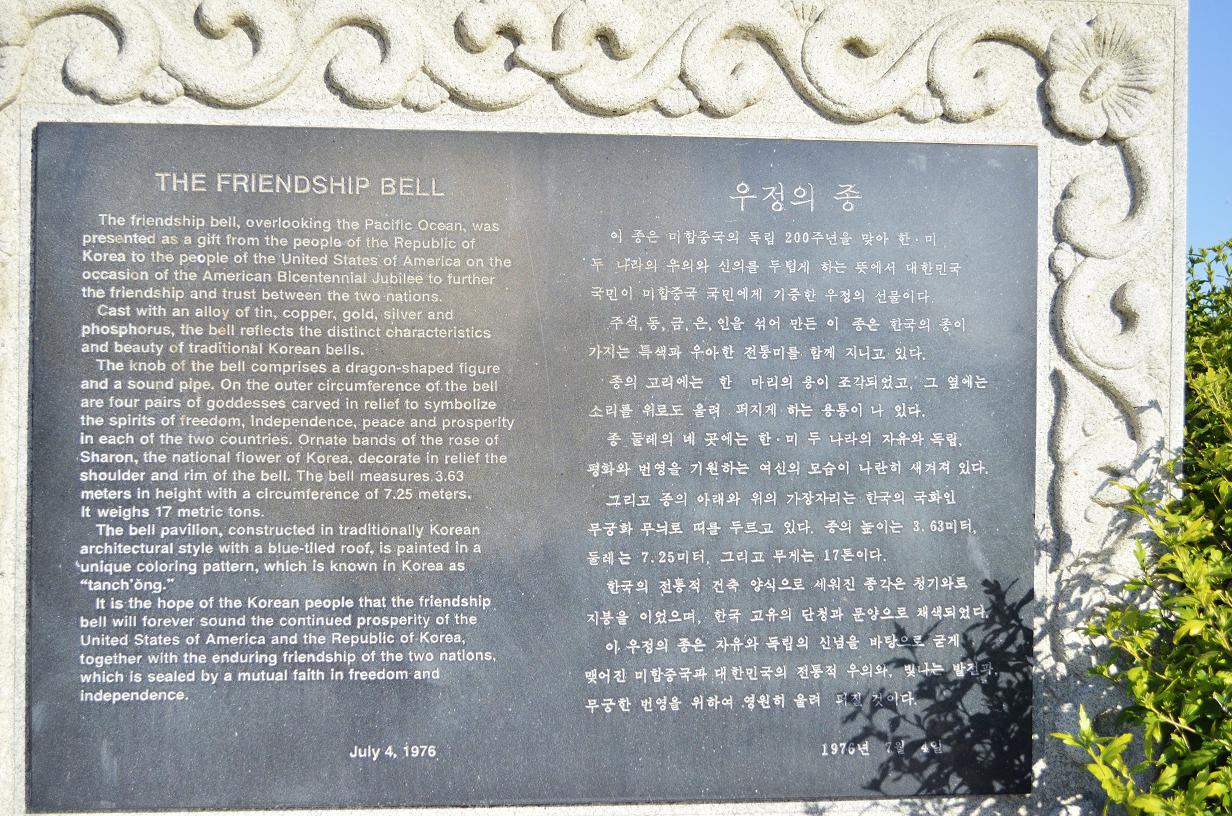 THE FRIENDSHIP BELL
The friendship bell, overlooking the Pacific Ocean, was
presented as a gift from the people of the Republic of
Korea to the people of the United States of America on the
occasion of the American Bicentennial Jubilee to further
the friendship and trust between the two nations.
Cast with an alloy of tin, copper, gold, silver and
phosphorus, the bell reflects the distinct characteristics
and beauty of traditional Korean bells.
The knob of the bell comprises a dragon-shaped figure
and a sound pipe. On the outer circumference of the bell
are four pairs of goddesses carved in relief to symbolize
the spirits of freedom, independence, peace and prosperity
in each of the two countries. Ornate bands of the rose of
Sharon, the national flower of Korea, decorate in relief the
shoulder and rim of the bell. The bell measures 3.63
meters in height with a circumference of 7.25 meters.
It weighs 17 metric tons.
The bell pavilion, constructed in traditionally Korean
architectural style with a blue-tiled roof, is painted in a
unique coloring pattern, which is known in Korea as
“tanch'ŏng.”
It is the hope of the Korean people that the friendship
bell will forever sound the continued prosperity of the
United States of America and the Republic of Korea,
together with the enduring friendship of the two nations,
which is sealed by a mutual faith in freedom and
independence.
July 4, 1976
우정의 종
이 종은 미합중국의 독립 200주년을 맞아 한·미
두 나라의 우의와 신의를 두텁게 하는 뜻에서 대한민국
국민이 미합중국 국민에게 기증한 우정의 선물이다.
주석, 동, 금, 은, 인을 섞어 만든 이 종은 한국의 종이
가지는 특색과 우아한 전통미를 함께 지니고 있다.
종의 고리에는 한 마리의 용이 조각되었고, 그 옆에는
소리를 위로도 울려 퍼지게 하는 용통이 나 있다.
종 둘레의 네 곳에는 한·미 두 나라의 자유와 독립,
평화와 번영을 기원하는 여신의 모습이 나란히 새겨져 있다.
그리고 종의 아래와 위의 가장자리는 한국의 국화인
무궁화 무늬로 띠를 두르고 있다. 종의 높이는 3.63미터,
둘레는 7.25미터, 그리고 무게는 17톤이다.
한국의 전통적 건축 양식으로 세워진 종각은 청기와로
지붕을 이었으며, 한국 고유의 단청과 문양으로 채색되었다.
이 우정의 종은 자유와 독립의 신념을 바탕으로 굳게
맺어진 미합중국과 대한민국의 전통적 우의와, 빛나는 발전과
무궁한 번영을 위하여 영원히 울려 퍼질 것이다.
1976년 7월 4일